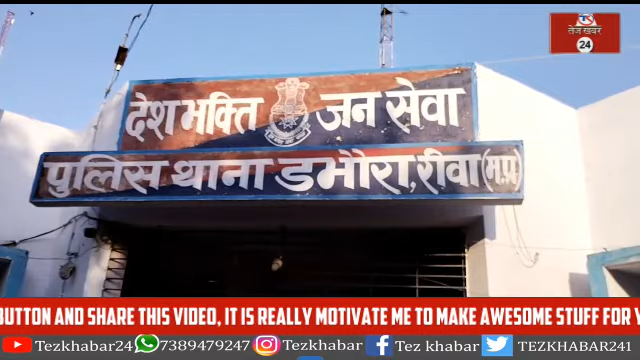 तेज खबर
24
देश भक्ति जन सेवा
पुलिस थाना डभौरा, रीवा (म.प्र.)
BUTTON AND SHARE THIS VIDEO, IT IS REALLY MOTIVATE ME TO MAKE AWESOME STUFF FOR Y
Tezkhabar24 7389479247 Tezkhabar Tez khabar TEZKHABAR241